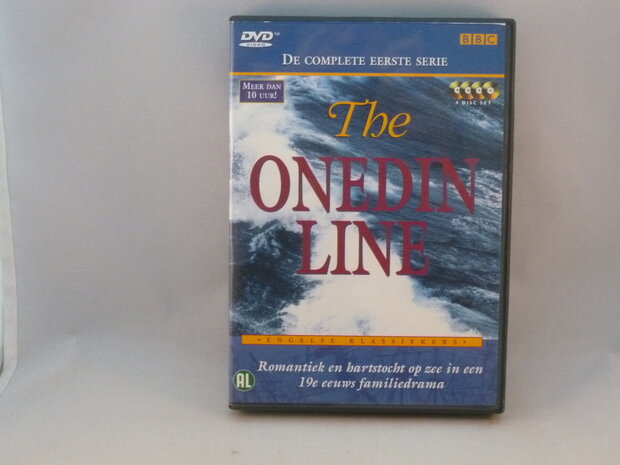 DVD™
VIDEO
BBC
DE COMPLETE EERSTE SERIE
MEER DAN
10 UUR!
4 DISC SET
The
ONEDIN
LINE
• ENGELSE KLASSIEKERS •
Romantiek en hartstocht op zee in een
19e eeuws familiedrama
AL